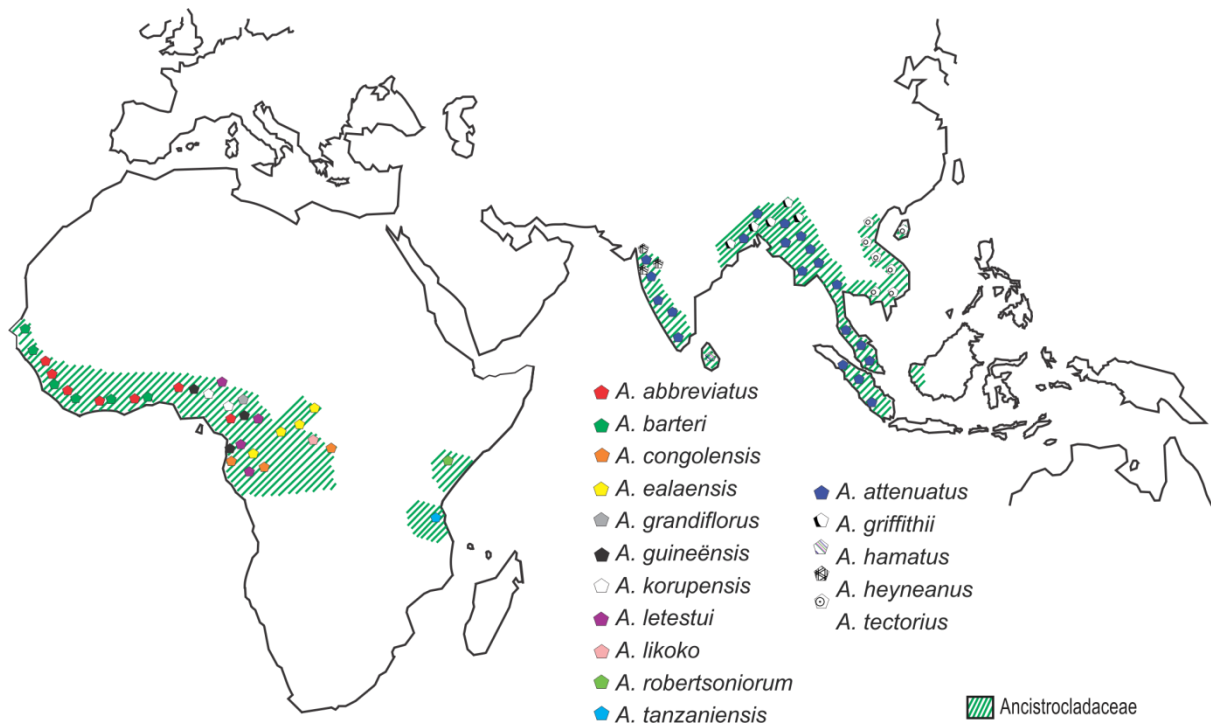 A. abbreviatus
A. barteri
A. congolensis
A. ealaensis
A. grandiflorus
A. guineënsis
A. korupensis
A. letestui
A. likoko
A. robertsoniorum
A. tanzaniensis
A. attenuatus
A. griffithii
A. hamatus
A. heyneanus
A. tectorius
Ancistrocladaceae